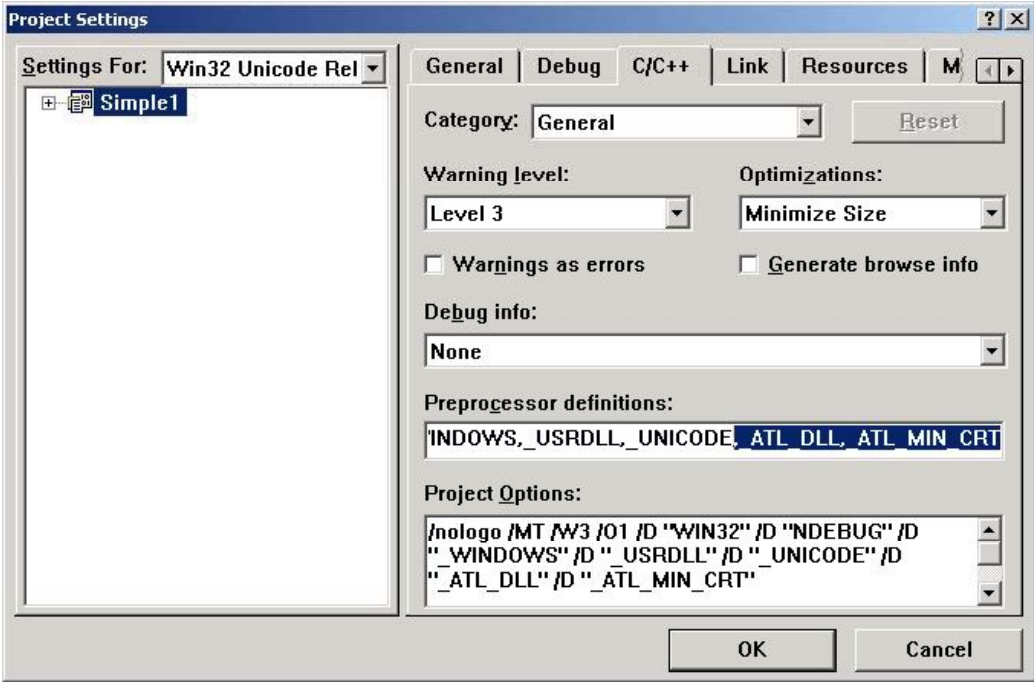 Project Settings
Settings For: Win32 Unicode Rel
Simple1
General Debug C/C++ Link Resources M
Category: General Reset
Warning level: Optimizations:
Level 3 Minimize Size
Warnings as errors Generate browse info
Debug info:
None
Preprocessor definitions:
INDOWS,_USRDLL,_UNICODE,_ATL_DLL,_ATL_MIN_CRT
Project Options:
/nologo /MT /W3 /O1 /D "WIN32" /D "NDEBUG" /D
"_WINDOWS" /D "_USRDLL" /D "_UNICODE" /D
"_ATL_DLL" /D "_ATL_MIN_CRT"
OK Cancel